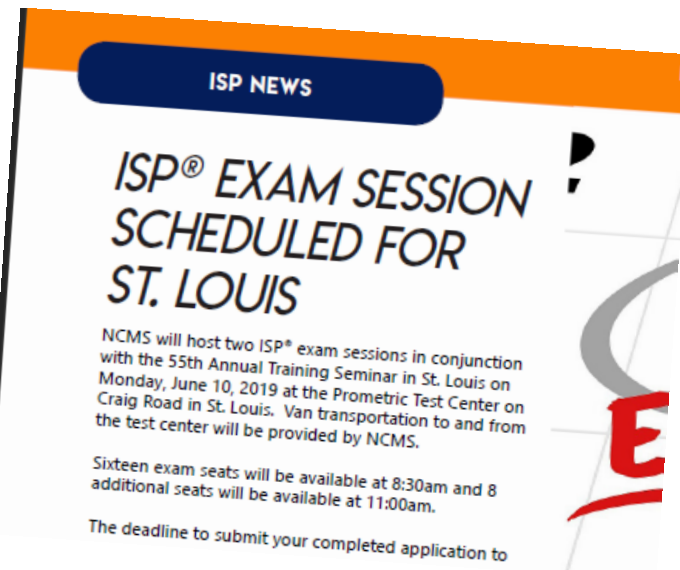 ISP NEWS
ISP® EXAM SESSION
SCHEDULED FOR
ST. LOUIS
NCMS will host two ISP® exam sessions in conjunction
with the 55th Annual Training Seminar in St. Louis on
Monday, June 10, 2019 at the Prometric Test Center on
Craig Road in St. Louis.  Van transportation to and from
the test center will be provided by NCMS.
Sixteen exam seats will be available at 8:30am and 8
additional seats will be available at 11:00am.
The deadline to submit your completed application to